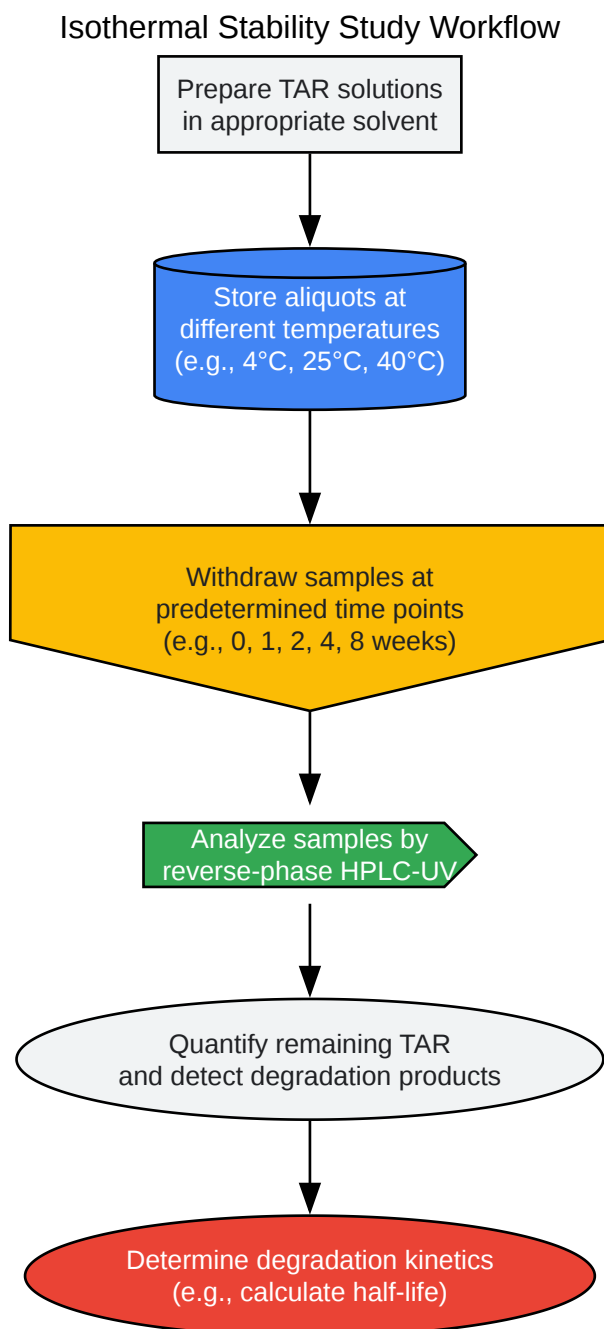 Isothermal Stability Study Workflow
Prepare TAR solutions
in appropriate solvent
Store aliquots at
different temperatures
(e.g., 4°C, 25°C, 40°C)
Withdraw samples at
predetermined time points
(e.g., 0, 1, 2, 4, 8 weeks)
Analyze samples by
reverse-phase HPLC-UV
Quantify remaining TAR
and detect degradation products
Determine degradation kinetics
(e.g., calculate half-life)